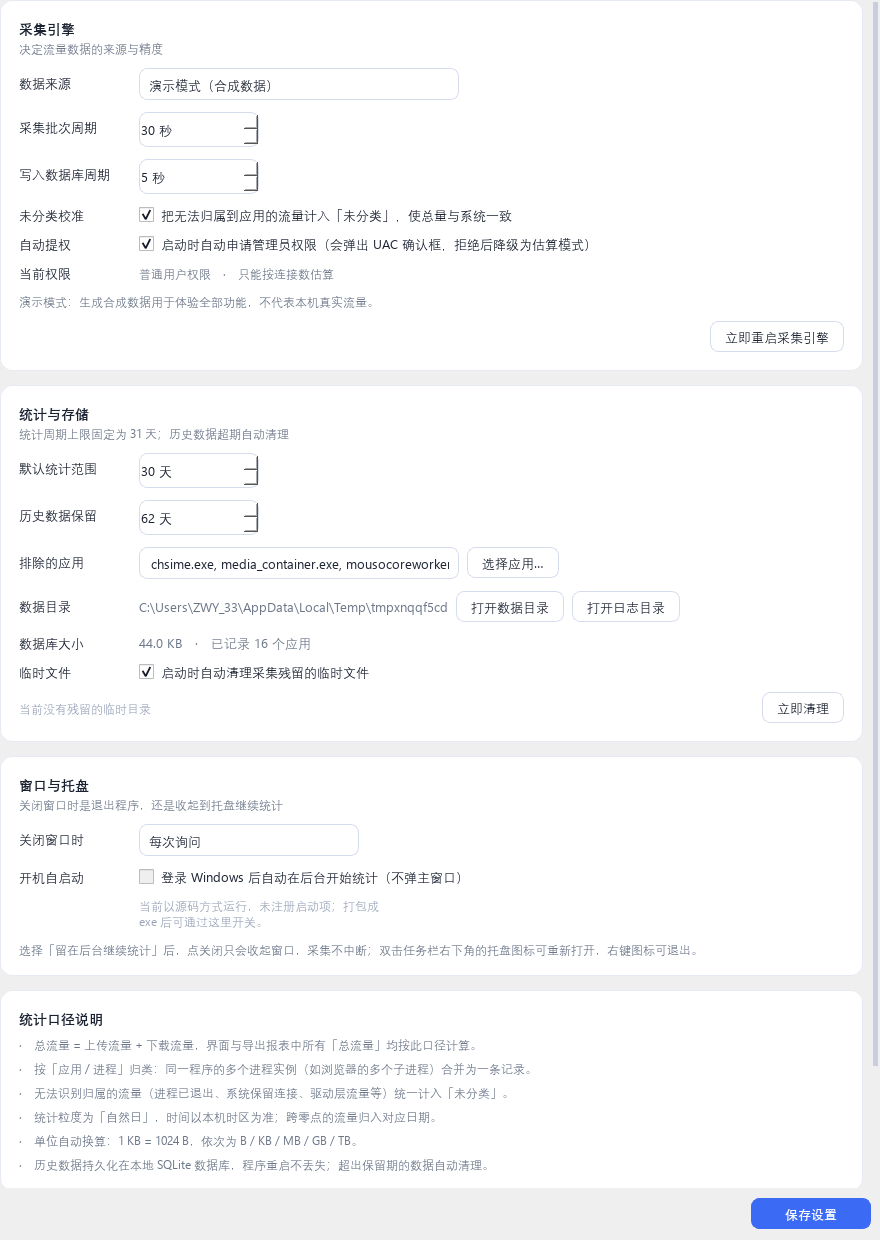 采集引擎
决定流量数据的来源与精度
数据来源 演示模式（合成数据）
采集批次周期 30 秒
写入数据库周期 5 秒
未分类校准 把无法归属到应用的流量计入「未分类」，使总量与系统一致
自动提权 启动时自动申请管理员权限（会弹出 UAC 确认框，拒绝后降级为估算模式）
当前权限 普通用户权限 · 只能按连接数估算
演示模式：生成合成数据用于体验全部功能，不代表本机真实流量。
立即重启采集引擎
统计与存储
统计周期上限固定为 31 天；历史数据超期自动清理
默认统计范围 30 天
历史数据保留 62 天
排除的应用 chsime.exe, media_container.exe, mousocoreworker 选择应用...
数据目录 C:\Users\ZWY_33\AppData\Local\Temp\tmpxnqqf5cd 打开数据目录 打开日志目录
数据库大小 44.0 KB · 已记录 16 个应用
临时文件 启动时自动清理采集残留的临时文件
当前没有残留的临时目录 立即清理
窗口与托盘
关闭窗口时是退出程序，还是收起到托盘继续统计
关闭窗口时 每次询问
开机自启动 登录 Windows 后自动在后台开始统计（不弹主窗口）
当前以源码方式运行，未注册启动项；打包成
exe 后可通过这里开关。
选择「留在后台继续统计」后，点关闭只会收起窗口，采集不中断；双击任务栏右下角的托盘图标可重新打开，右键图标可退出。
统计口径说明
· 总流量 = 上传流量 + 下载流量，界面与导出报表中所有「总流量」均按此口径计算。
· 按「应用 / 进程」归类：同一程序的多个进程实例（如浏览器的多个子进程）合并为一条记录。
· 无法识别归属的流量（进程已退出、系统保留连接、驱动层流量等）统一计入「未分类」。
· 统计粒度为「自然日」，时间以本机时区为准；跨零点的流量归入对应日期。
· 单位自动换算：1 KB = 1024 B，依次为 B / KB / MB / GB / TB。
· 历史数据持久化在本地 SQLite 数据库，程序重启不丢失；超出保留期的数据自动清理。
保存设置